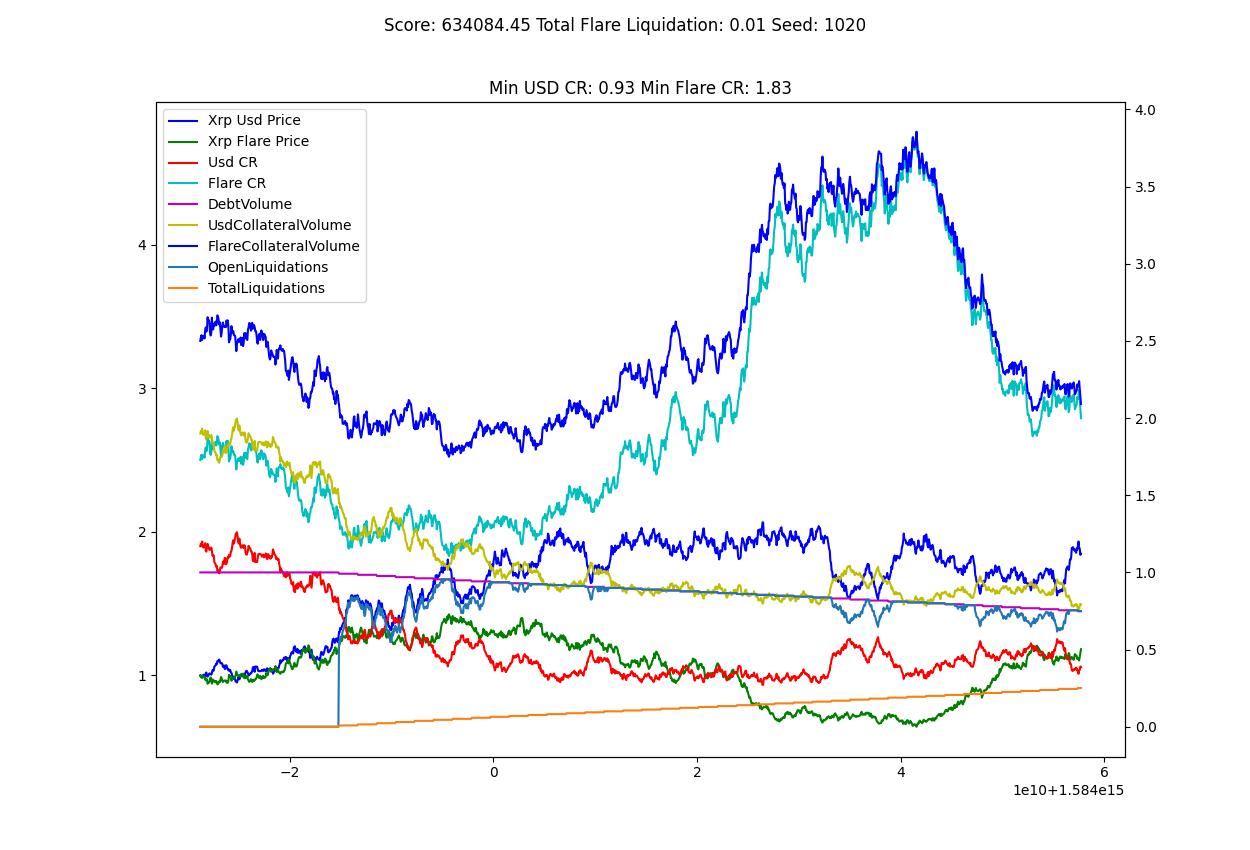 Score: 634084.45 Total Flare Liquidation: 0.01 Seed: 1020
Min USD CR: 0.93 Min Flare CR: 1.83
Xrp Usd Price
Xrp Flare Price
Usd CR
Flare CR
DebtVolume
UsdCollateralVolume
FlareCollateralVolume
OpenLiquidations
TotalLiquidations
4
3
2
1
4.0
3.5
3.0
2.5
2.0
1.5
1.0
0.5
0.0
−2 0 2 4 6
1e10+1.584e15